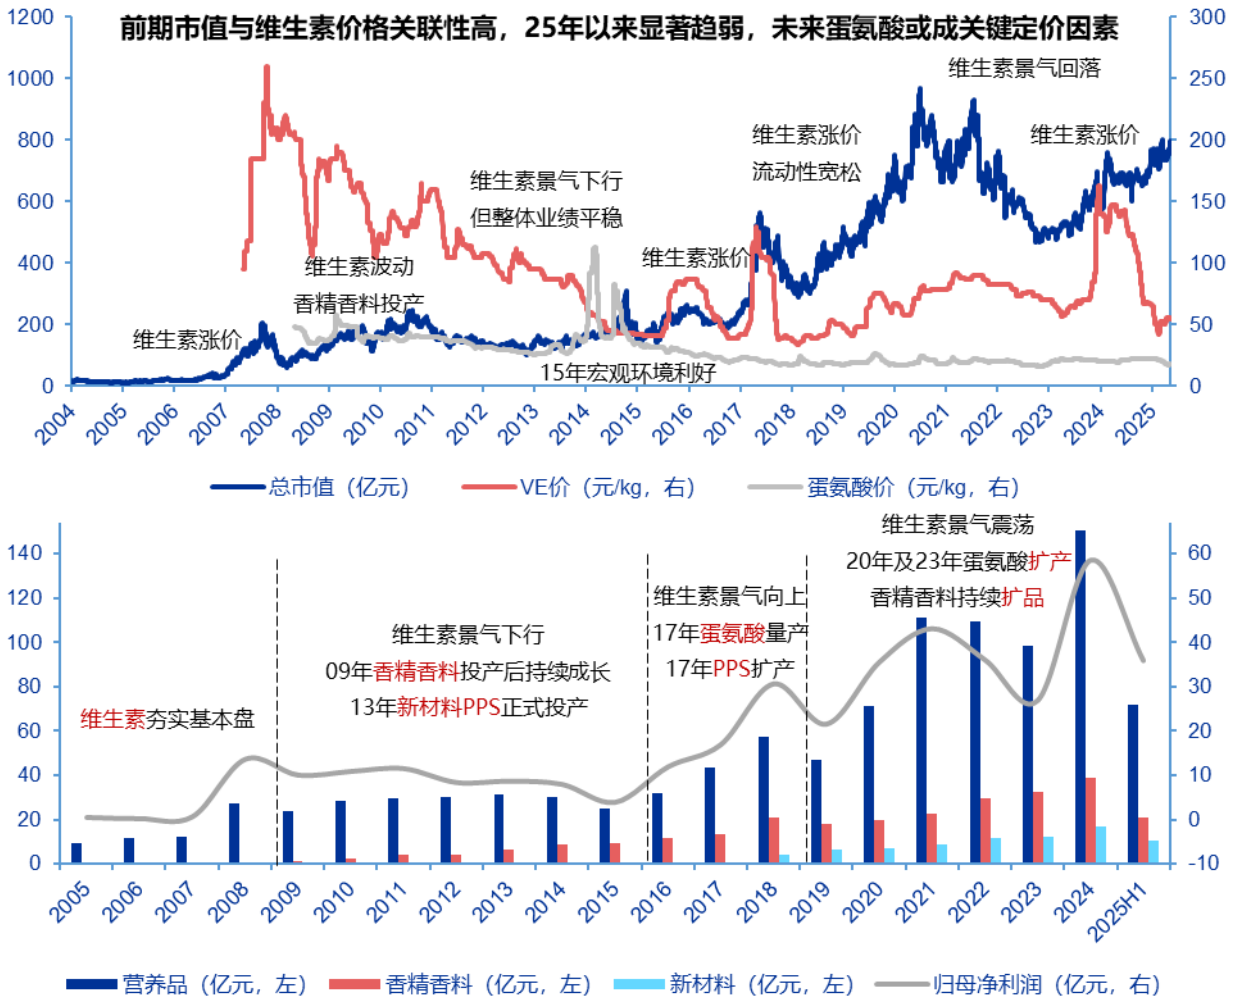 前期市值与维生素价格关联性高，25年以来显著趋弱，未来蛋氨酸或成关键定价因素
1200
1000
800
600
400
200
0
300
250
200
150
100
50
0
维生素景气回落
维生素涨价
流动性宽松
维生素涨价
维生素景气下行
但整体业绩平稳
维生素涨价
维生素波动
香精香料投产
维生素涨价
15年宏观环境利好
2004 2005 2006 2007 2008 2009 2010 2011 2012 2013 2014 2015 2016 2017 2018 2019 2020 2021 2022 2023 2024 2025
总市值（亿元） VE价（元/kg，右） 蛋氨酸价（元/kg，右）
140
120
100
80
60
40
20
0
60
50
40
30
20
10
0
-10
维生素景气震荡
20年及23年蛋氨酸扩产
香精香料持续扩品
维生素景气向上
17年蛋氨酸量产
17年PPS扩产
维生素景气下行
09年香精香料投产后持续成长
13年新材料PPS正式投产
维生素夯实基本盘
2005 2006 2007 2008 2009 2010 2011 2012 2013 2014 2015 2016 2017 2018 2019 2020 2021 2022 2023 2024 2025H1
营养品（亿元，左） 香精香料（亿元，左） 新材料（亿元，左） 归母净利润（亿元，右）